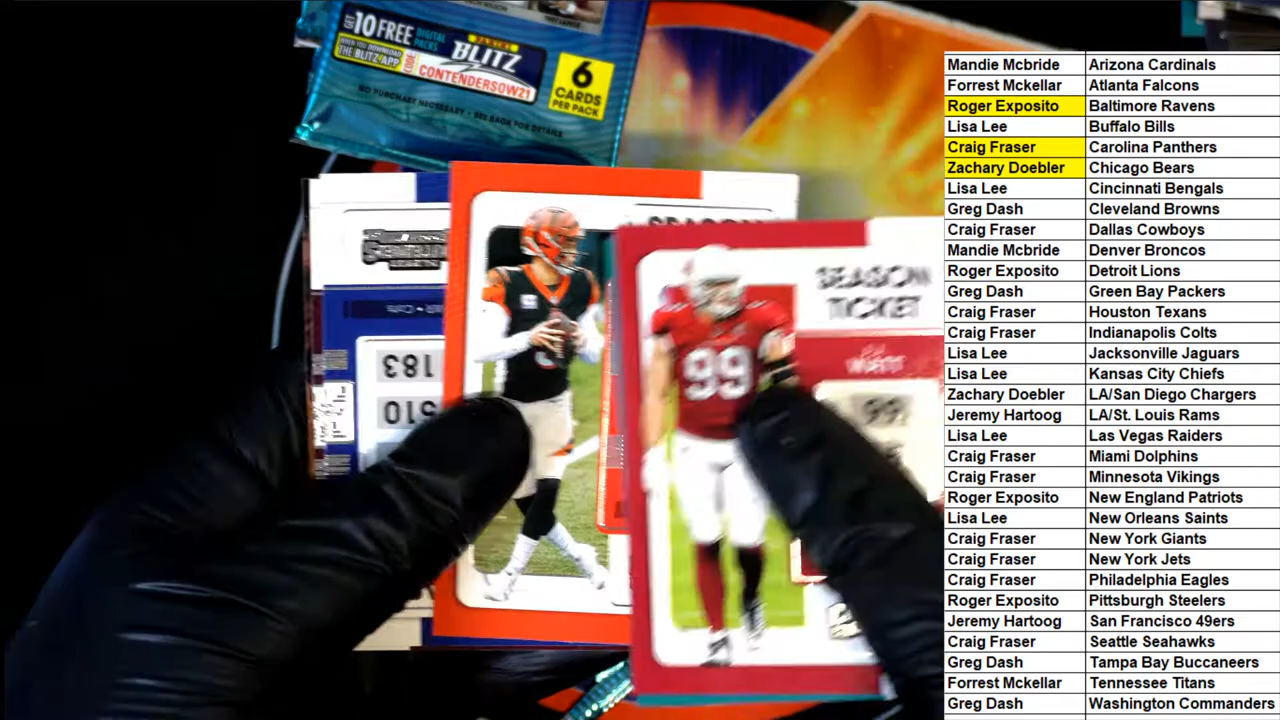 GET 10 FREE DIGITAL PACKS
WHEN YOU DOWNLOAD
THE BLITZ APP
CODE:
PANINI
BLITZ
CONTENDERSOW21
6
CARDS
PER PACK
NO PURCHASE NECESSARY • SEE BACK FOR DETAILS
183
510
SEASON
SEASON
TICKET
WATT
99
99
Mandie Mcbride Arizona Cardinals
Forrest Mckellar Atlanta Falcons
Roger Exposito Baltimore Ravens
Lisa Lee Buffalo Bills
Craig Fraser Carolina Panthers
Zachary Doebler Chicago Bears
Lisa Lee Cincinnati Bengals
Greg Dash Cleveland Browns
Craig Fraser Dallas Cowboys
Mandie Mcbride Denver Broncos
Roger Exposito Detroit Lions
Greg Dash Green Bay Packers
Craig Fraser Houston Texans
Craig Fraser Indianapolis Colts
Lisa Lee Jacksonville Jaguars
Lisa Lee Kansas City Chiefs
Zachary Doebler LA/San Diego Chargers
Jeremy Hartoog LA/St. Louis Rams
Lisa Lee Las Vegas Raiders
Craig Fraser Miami Dolphins
Craig Fraser Minnesota Vikings
Roger Exposito New England Patriots
Lisa Lee New Orleans Saints
Craig Fraser New York Giants
Craig Fraser New York Jets
Craig Fraser Philadelphia Eagles
Roger Exposito Pittsburgh Steelers
Jeremy Hartoog San Francisco 49ers
Craig Fraser Seattle Seahawks
Greg Dash Tampa Bay Buccaneers
Forrest Mckellar Tennessee Titans
Greg Dash Washington Commanders